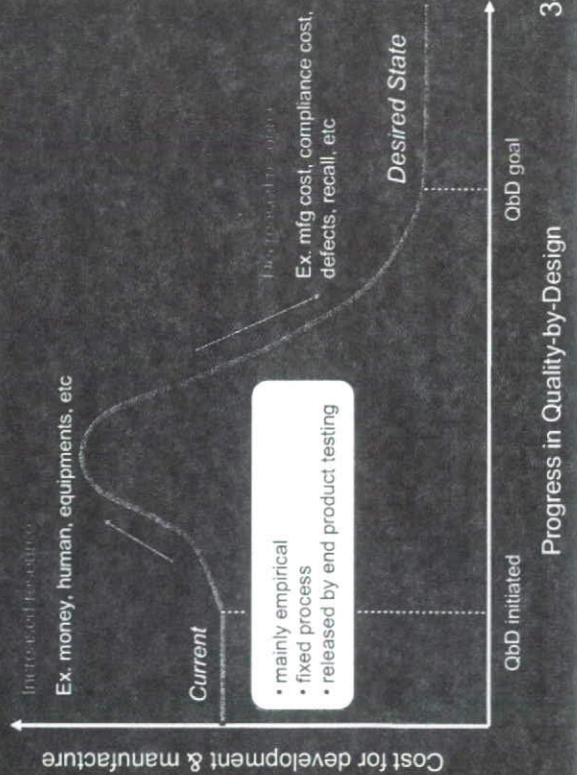 Increased resource
Ex. money, human, equipments, etc
Current
• mainly empirical
• fixed process
• released by end product testing
Ex. mfg cost, compliance cost,
defects, recall, etc
Desired State
QbD initiated
QbD goal
Progress in Quality-by-Design
Cost for development & manufacture
3